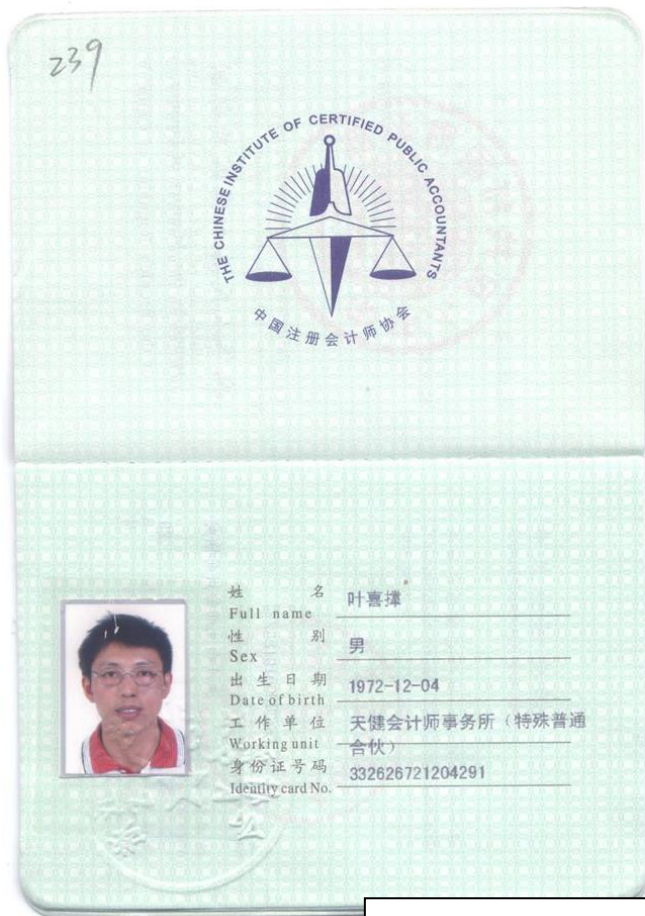 239
THE CHINESE INSTITUTE OF CERTIFIED PUBLIC ACCOUNTANTS
中国注册会计师协会
姓 名 叶喜撑
Full name
性 别 男
Sex
出生日期 1972-12-04
Date of birth
工作单位 天健会计师事务所（特殊普通
Working unit 合伙）
身份证号码 332626721204291
Identity card No.